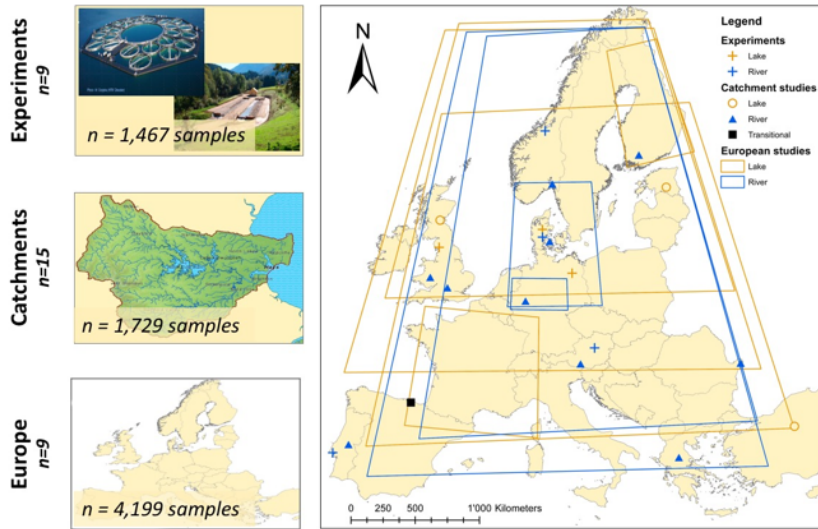 Experiments
n=9
n = 1,467 samples
Catchments
n=15
n = 1,729 samples
Europe
n=9
n = 4,199 samples
N
Legend
Experiments
Lake
River
Catchment studies
Lake
River
Transitional
European studies
Lake
River
0 250 500 1'000 Kilometers